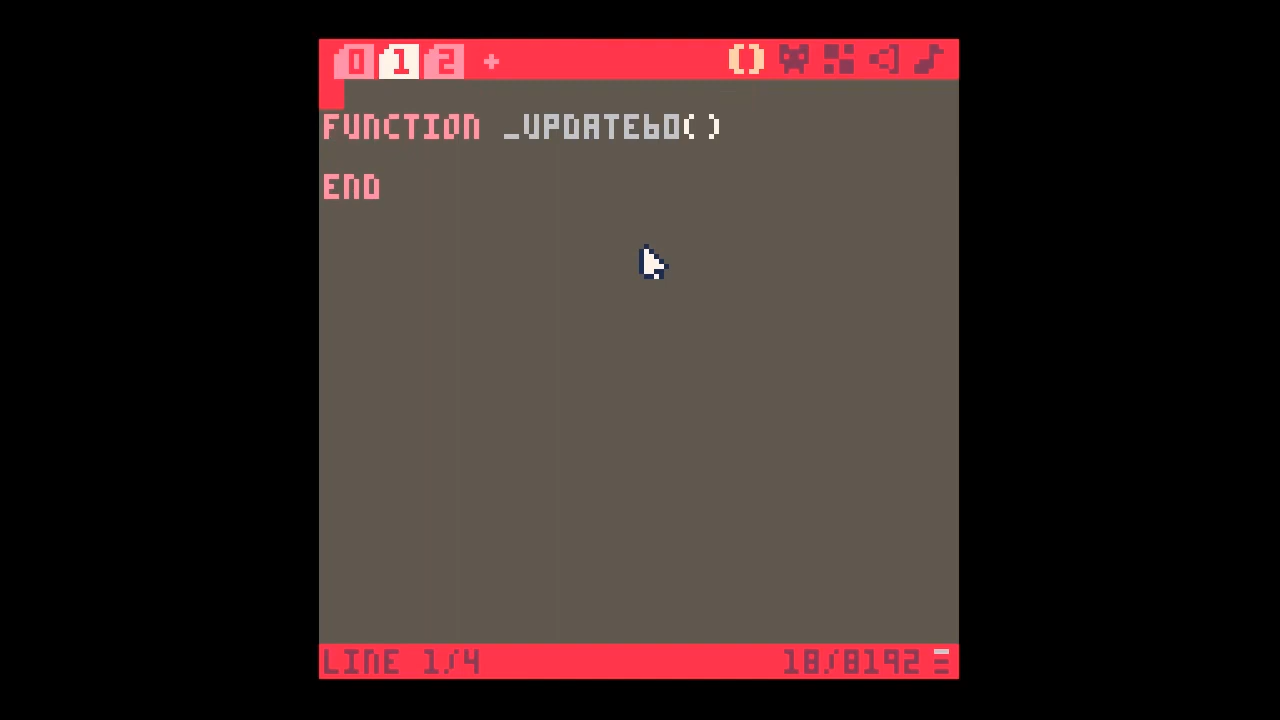 0 1 2 +
FUNCTION _UPDATE60()
END
LINE 1/4 18/8192